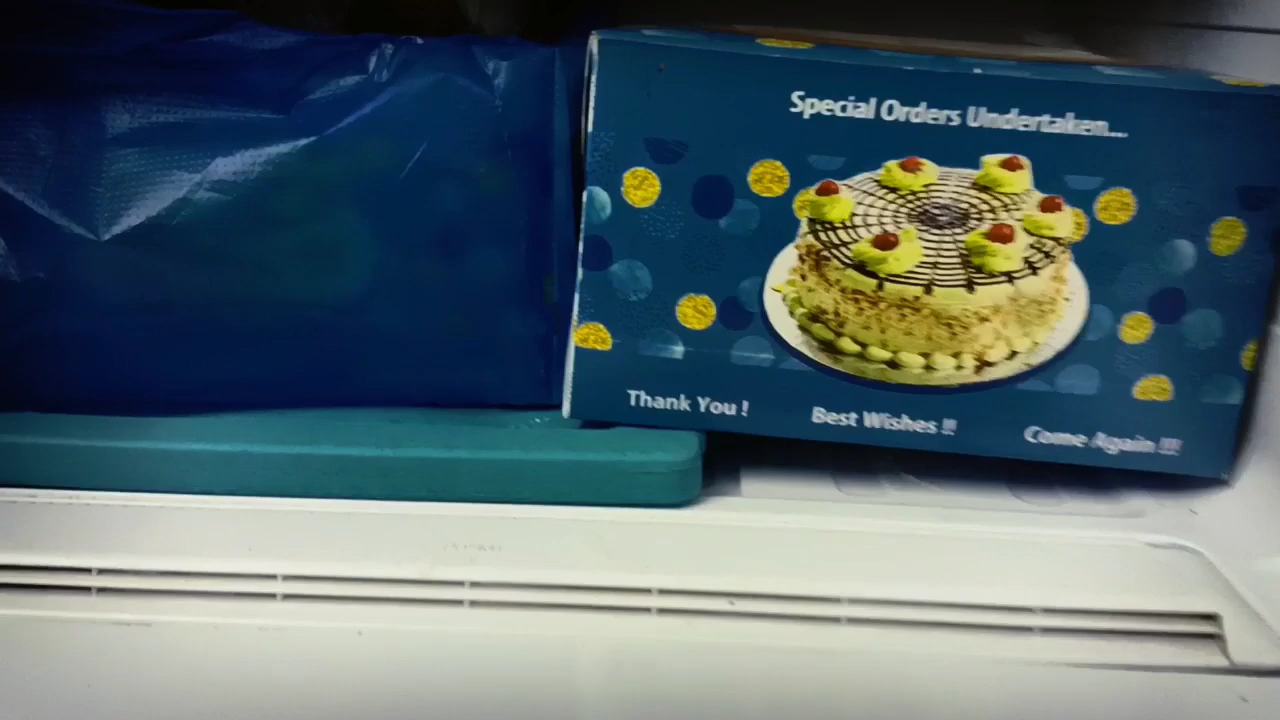 Special Orders Undertaken...
Thank You !
Best Wishes !!
Come Again !!!